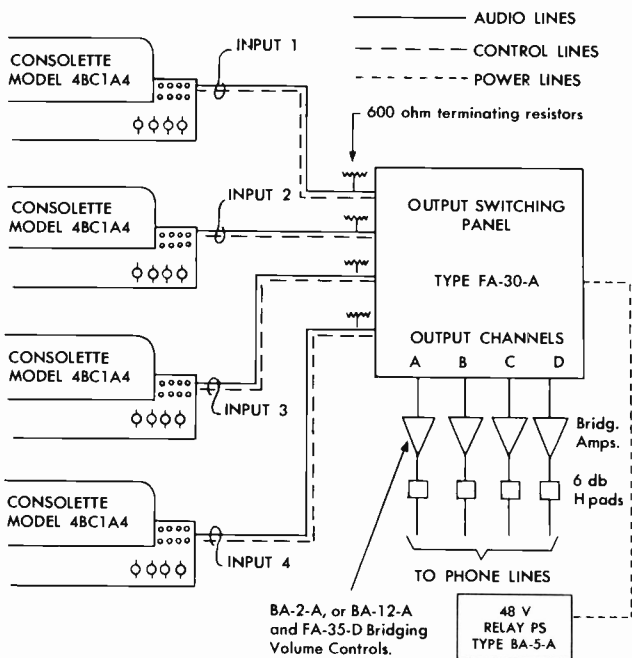 AUDIO LINES
CONTROL LINES
POWER LINES
CONSOLETTE
MODEL 4BC1A4
INPUT 1
600 ohm terminating resistors
CONSOLETTE
MODEL 4BC1A4
INPUT 2
OUTPUT SWITCHING
PANEL
TYPE FA-30-A
OUTPUT CHANNELS
A B C D
CONSOLETTE
MODEL 4BC1A4
INPUT 3
Bridg.
Amps.
6 db
H pads
CONSOLETTE
MODEL 4BC1A4
INPUT 4
TO PHONE LINES
BA-2-A, or BA-12-A
and FA-35-D Bridging
Volume Controls.
48 V
RELAY PS
TYPE BA-5-A